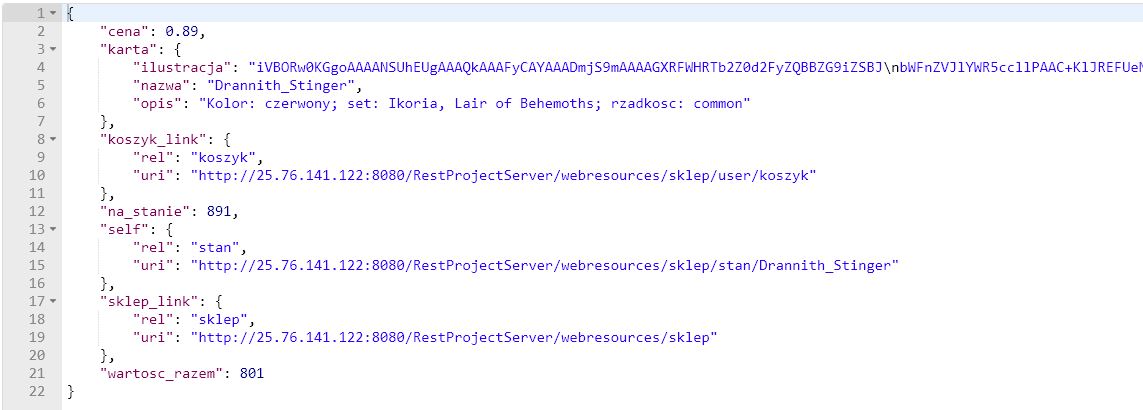 1 {
2 "cena": 0.89,
3 "karta": {
4 "ilustracja": "iVBORw0KGgoAAAANSUhEUgAAAQkAAAFyCAYAAADmjS9mAAAAGXRFWHRTb2Z0d2FyZQBBZG9iZSBJ\nbWFnZVJlYWR5ccllPAAC+KlJREFUeN
5 "nazwa": "Drannith_Stinger",
6 "opis": "Kolor: czerwony; set: Ikoria, Lair of Behemoths; rzadkosc: common"
7 },
8 "koszyk_link": {
9 "rel": "koszyk",
10 "uri": "http://25.76.141.122:8080/RestProjectServer/webresources/sklep/user/koszyk"
11 },
12 "na_stanie": 891,
13 "self": {
14 "rel": "stan",
15 "uri": "http://25.76.141.122:8080/RestProjectServer/webresources/sklep/stan/Drannith_Stinger"
16 },
17 "sklep_link": {
18 "rel": "sklep",
19 "uri": "http://25.76.141.122:8080/RestProjectServer/webresources/sklep"
20 },
21 "wartosc_razem": 801
22 }